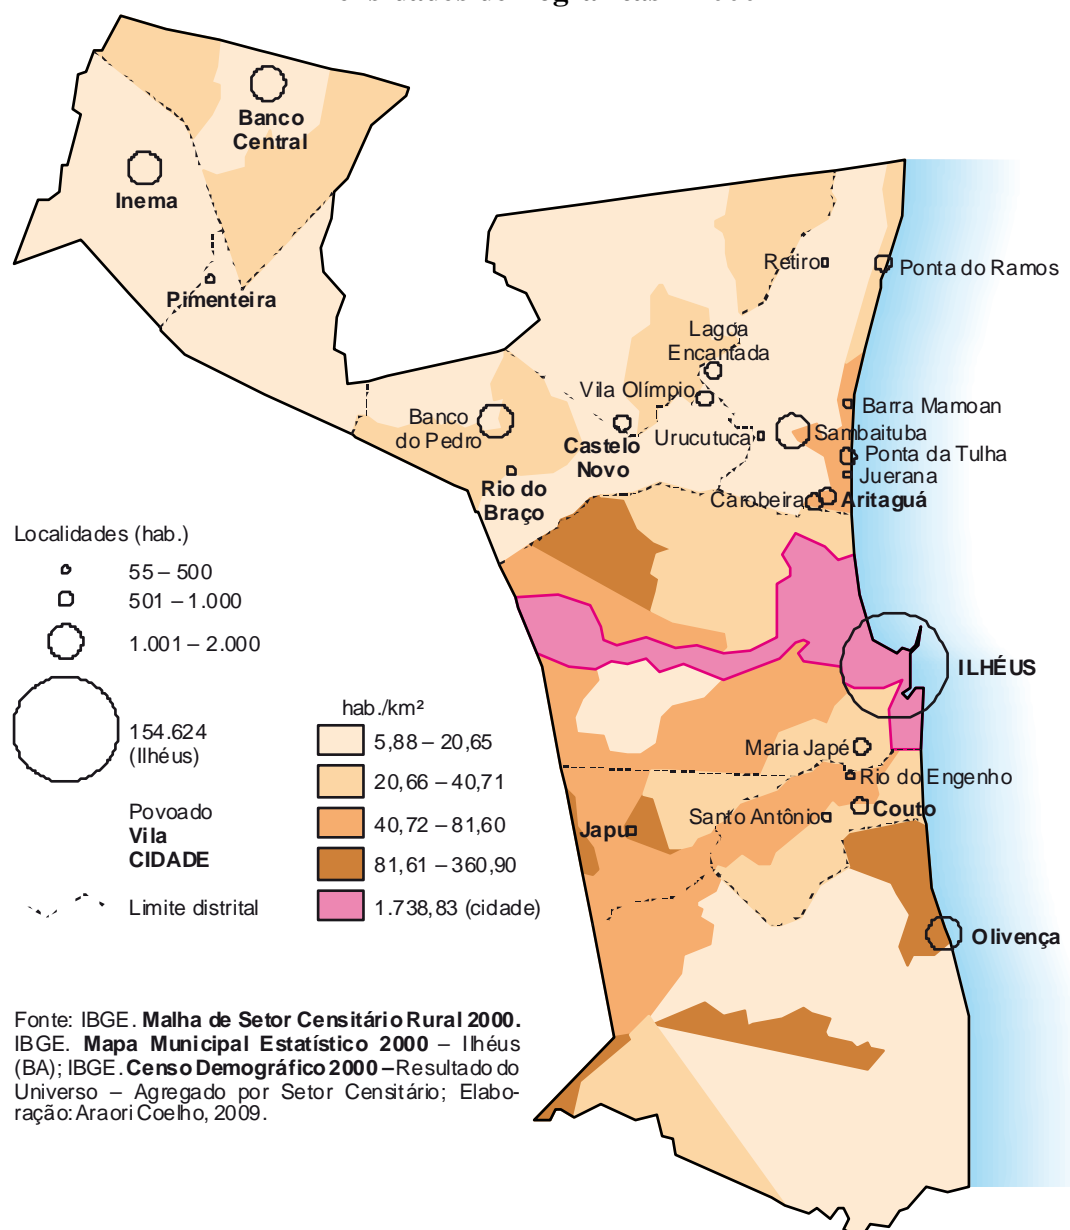 Banco
Central
Inema
Pimenteira
Retiro
Ponta do Ramos
Lagoa
Encantada
Vila Olímpio
Banco
do Pedro
Barra Mamoan
Urucutuca
Sambaituba
Castelo
Novo
Ponta da Tulha
Juerana
Rio do
Braço
Carobeira
Aritaguá
ILHÉUS
Maria Japé
Rio do Engenho
Santo Antônio
Couto
Japu
Olivença
Localidades (hab.)
55 – 500
501 – 1.000
1.001 – 2.000
154.624
(Ilhéus)
Povoado
Vila
CIDADE
Limite distrital
hab./km²
5,88 – 20,65
20,66 – 40,71
40,72 – 81,60
81,61 – 360,90
1.738,83 (cidade)
Fonte: IBGE. Malha de Setor Censitário Rural 2000.
IBGE. Mapa Municipal Estatístico 2000 – Ilhéus
(BA); IBGE. Censo Demográfico 2000 – Resultado do
Universo – Agregado por Setor Censitário; Elabo-
ração: Araori Coelho, 2009.